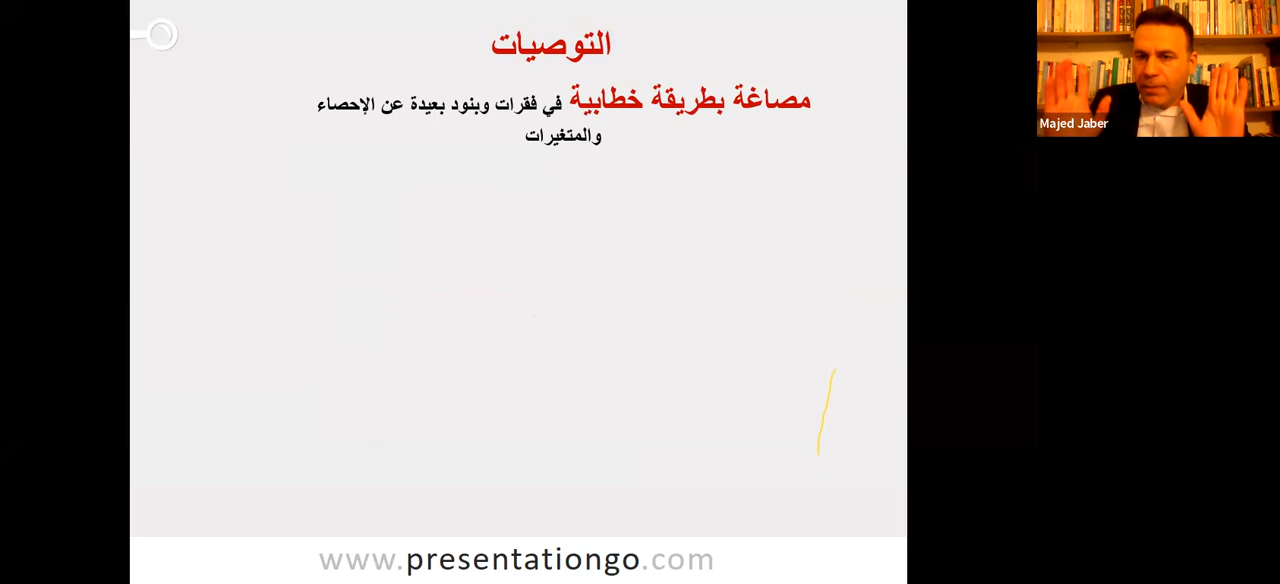 التوصيات
مصاغة بطريقة خطابية في فقرات وبنود بعيدة عن الإحصاء
والمتغيرات
Majed Jaber
www.presentationgo.com